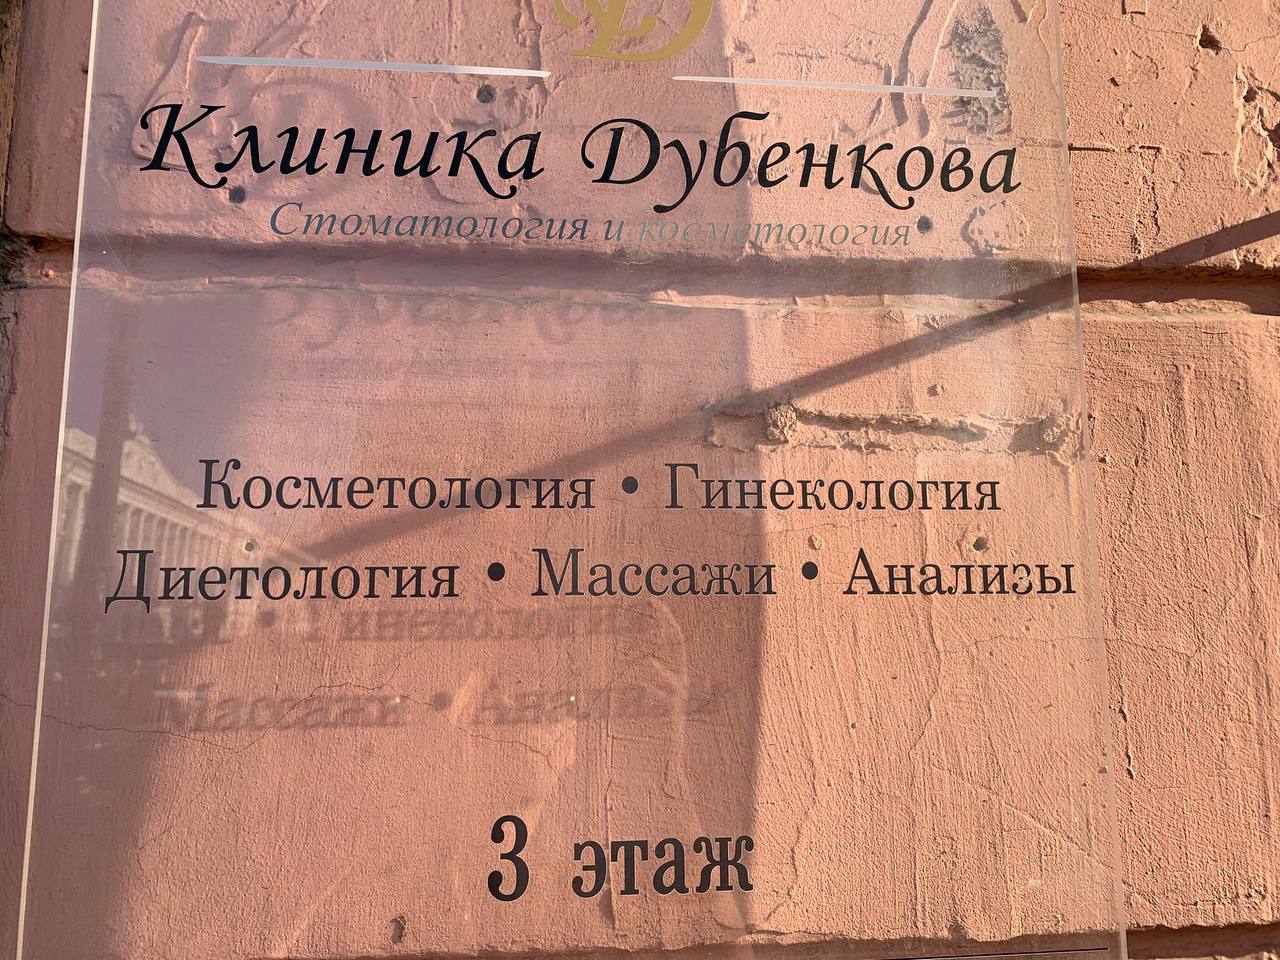 Клиника Дубенкова
Стоматология и косметология
Косметология • Гинекология
Диетология • Массажи • Анализы
3 этаж